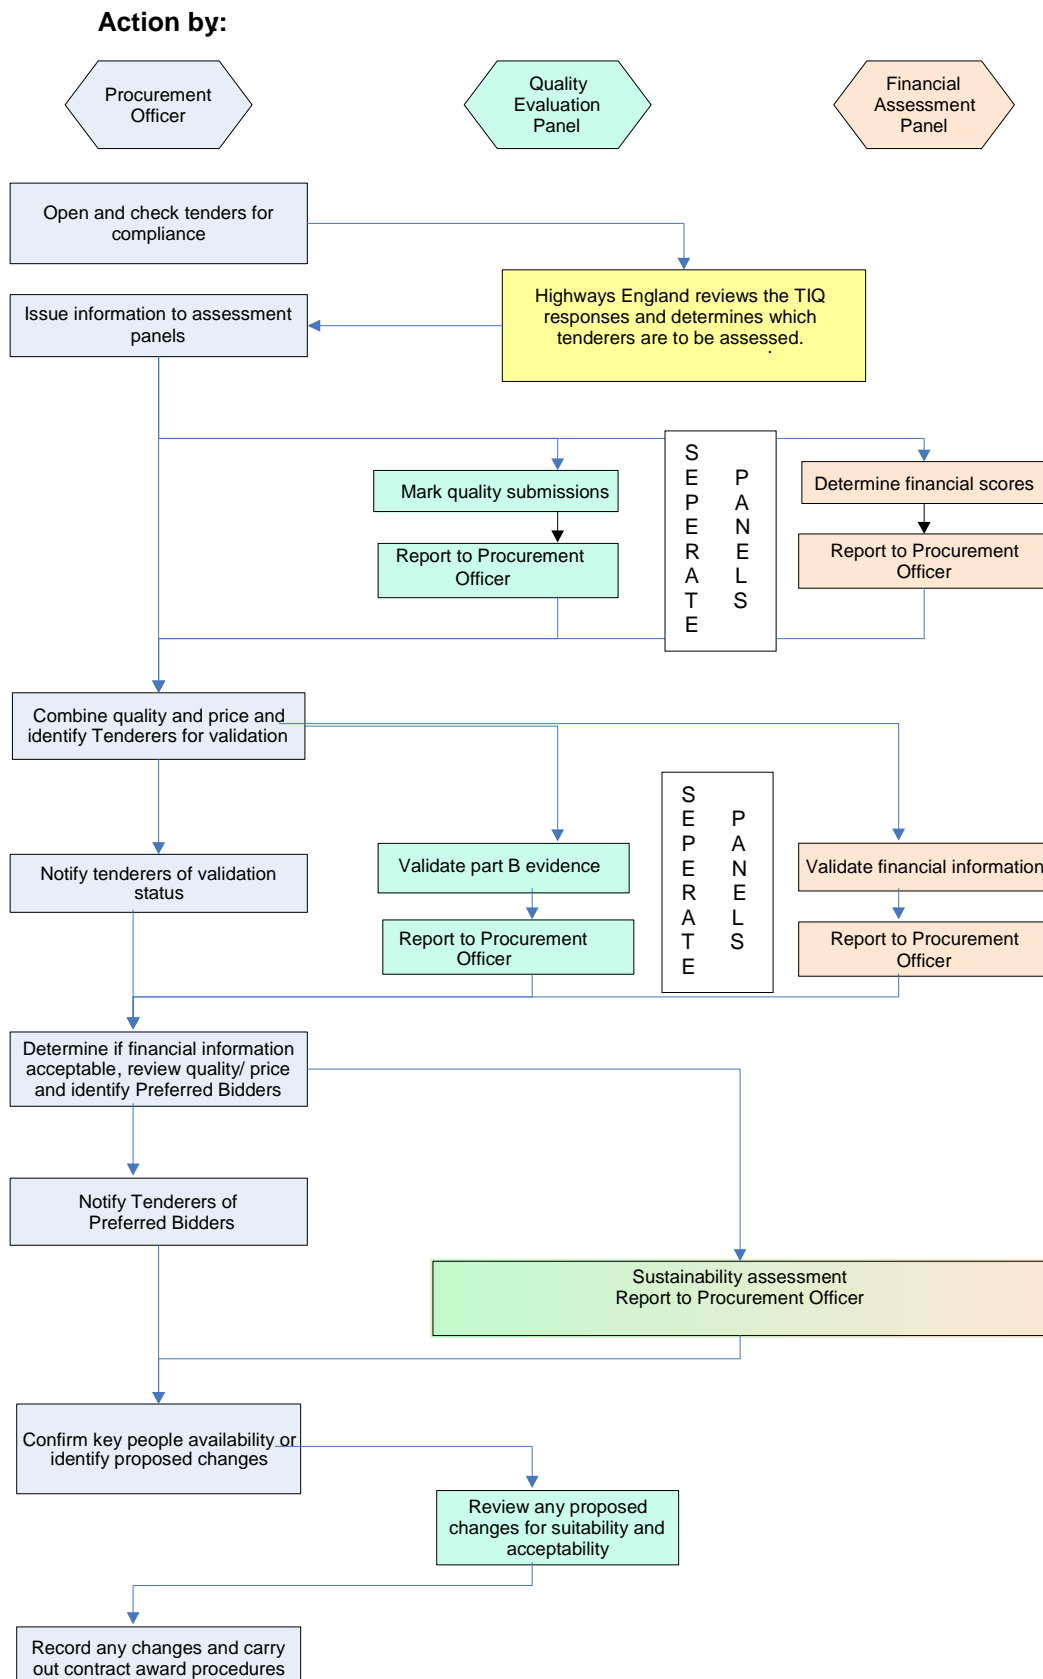 Action by:
Procurement
Officer
Quality
Evaluation
Panel
Financial
Assessment
Panel
Open and check tenders for
compliance
Highways England reviews the TIQ
responses and determines which
tenderers are to be assessed.
Issue information to assessment
panels
SEPERATE
PANELS
Mark quality submissions
Determine financial scores
Report to Procurement
Officer
Report to Procurement
Officer
Combine quality and price and
identify Tenderers for validation
SEPERATE
PANELS
Notify tenderers of validation
status
Validate part B evidence
Validate financial information
Report to Procurement
Officer
Report to Procurement
Officer
Determine if financial information
acceptable, review quality/ price
and identify Preferred Bidders
Notify Tenderers of
Preferred Bidders
Sustainability assessment
Report to Procurement Officer
Confirm key people availability or
identify proposed changes
Review any proposed
changes for suitability and
acceptability
Record any changes and carry
out contract award procedures